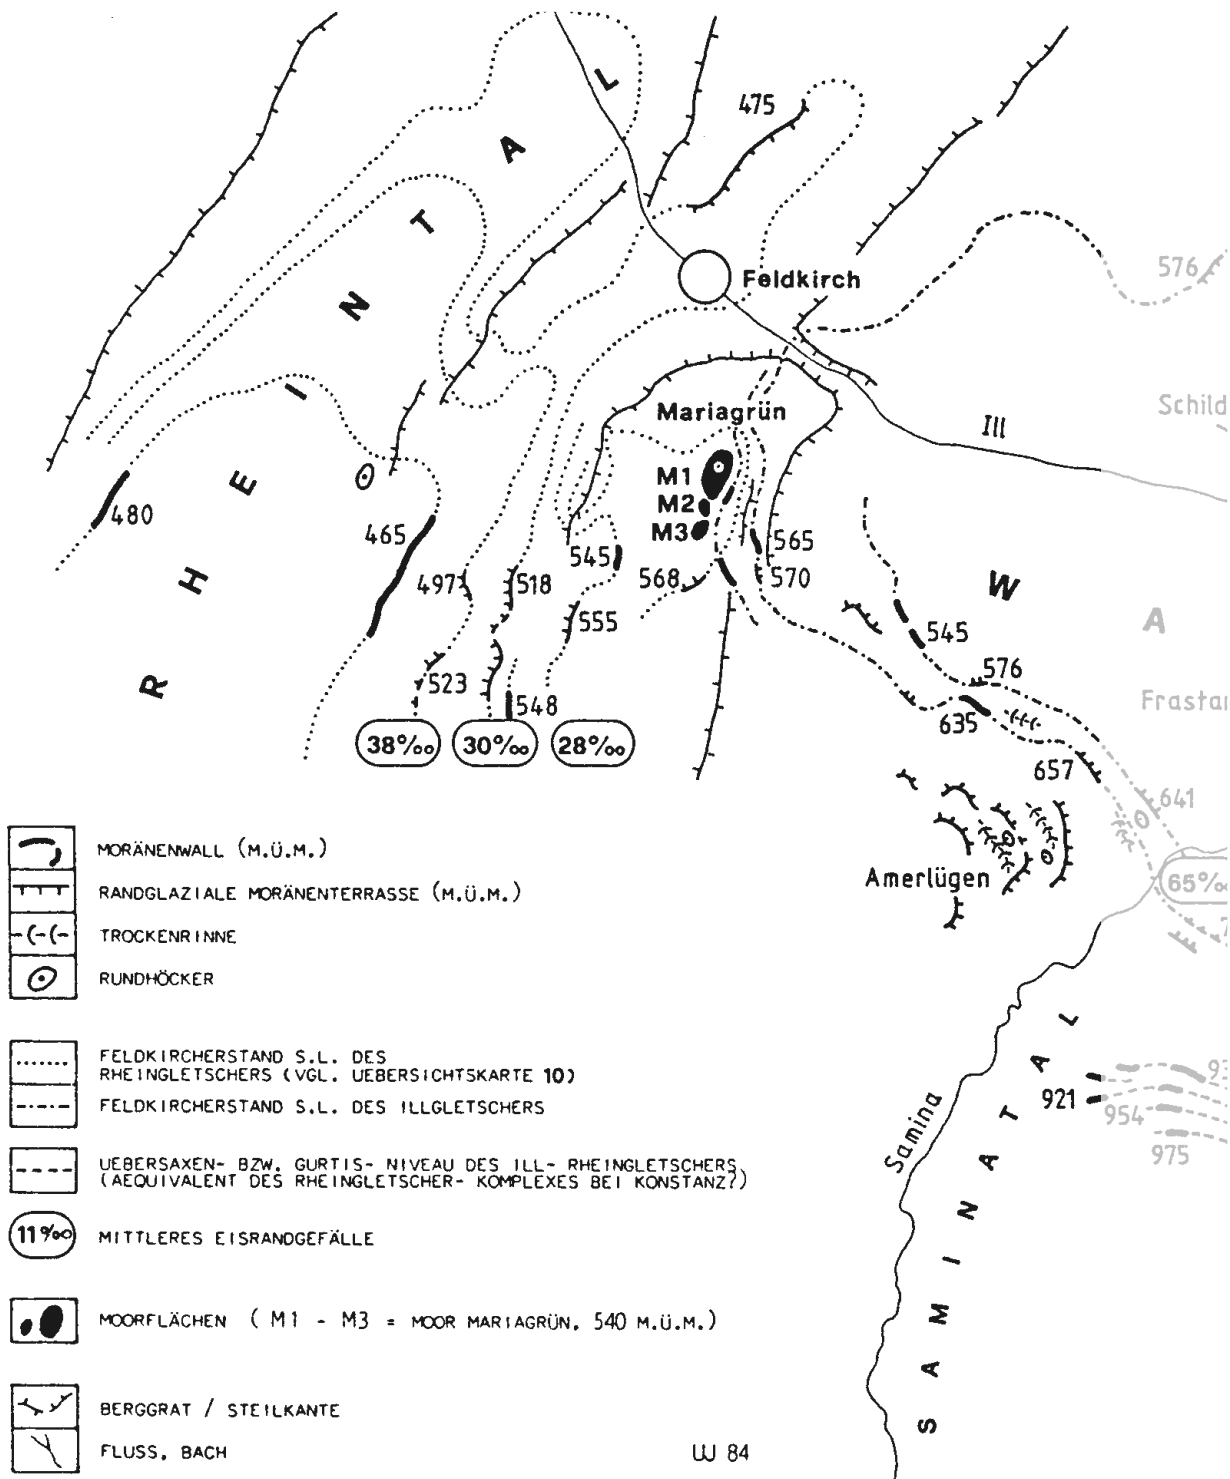 475
Feldkirch
576
Schild
Mariagrün
Ill
M1
M2
M3
480
465
497
518
545
568
565
570
555
523
548
545
576
635
657
641
38‰
30‰
28‰
65‰
RHEINTAL
W
A
Frasta
Amerlügen
Samina
SAMINATAL
921
954
975
93
7
MORÄNENWALL (M.Ü.M.)
RANDGLAZIALE MORÄNENTERRASSE (M.Ü.M.)
TROCKENRINNE
RUNDHÖCKER
FELDKIRCHERSTAND S.L. DES
RHEINGLETSCHERS (VGL. UEBERSICHTSKARTE 10)
FELDKIRCHERSTAND S.L. DES ILLGLETSCHERS
UEBERSAXEN- BZW. GURTIS- NIVEAU DES ILL- RHEINGLETSCHERS
(AEQUIVALENT DES RHEINGLETSCHER- KOMPLEXES BEI KONSTANZ?)
11‰ MITTLERES EISRANDGEFÄLLE
MOORFLÄCHEN ( M1 - M3 = MOOR MARIAGRÜN, 540 M.Ü.M.)
BERGGRAT / STEILKANTE
FLUSS, BACH
W 84